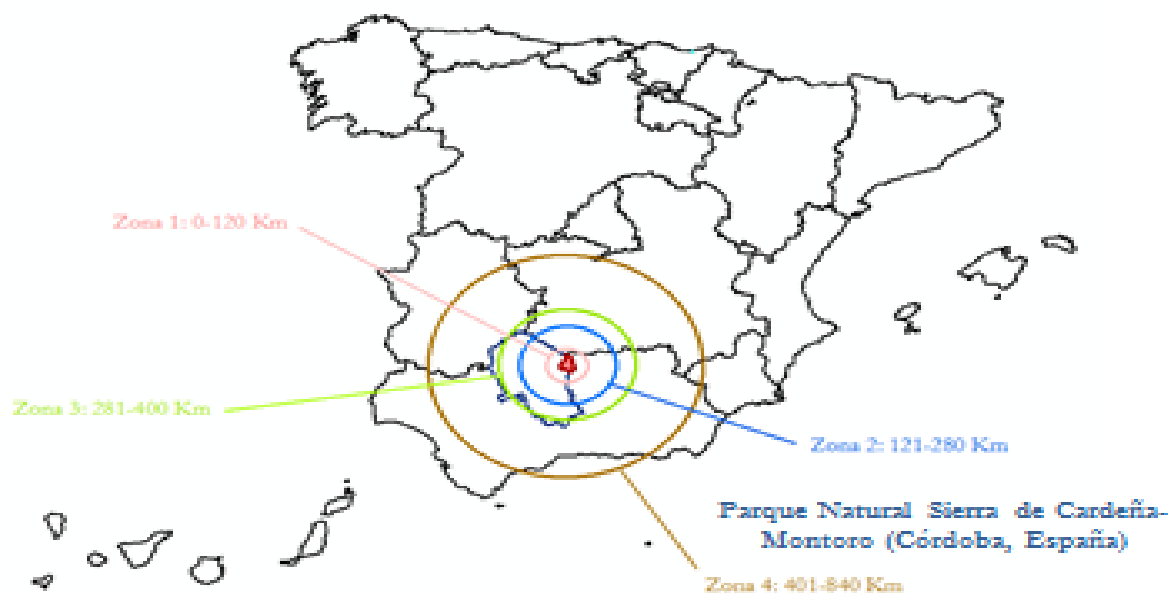 Zona 1: 0-120 Km
Zona 3: 281-400 Km
Zona 2: 121-280 Km
Parque Natural Sierra de Cardeña-
Montoro (Córdoba, España)
Zona 4: 401-840 Km